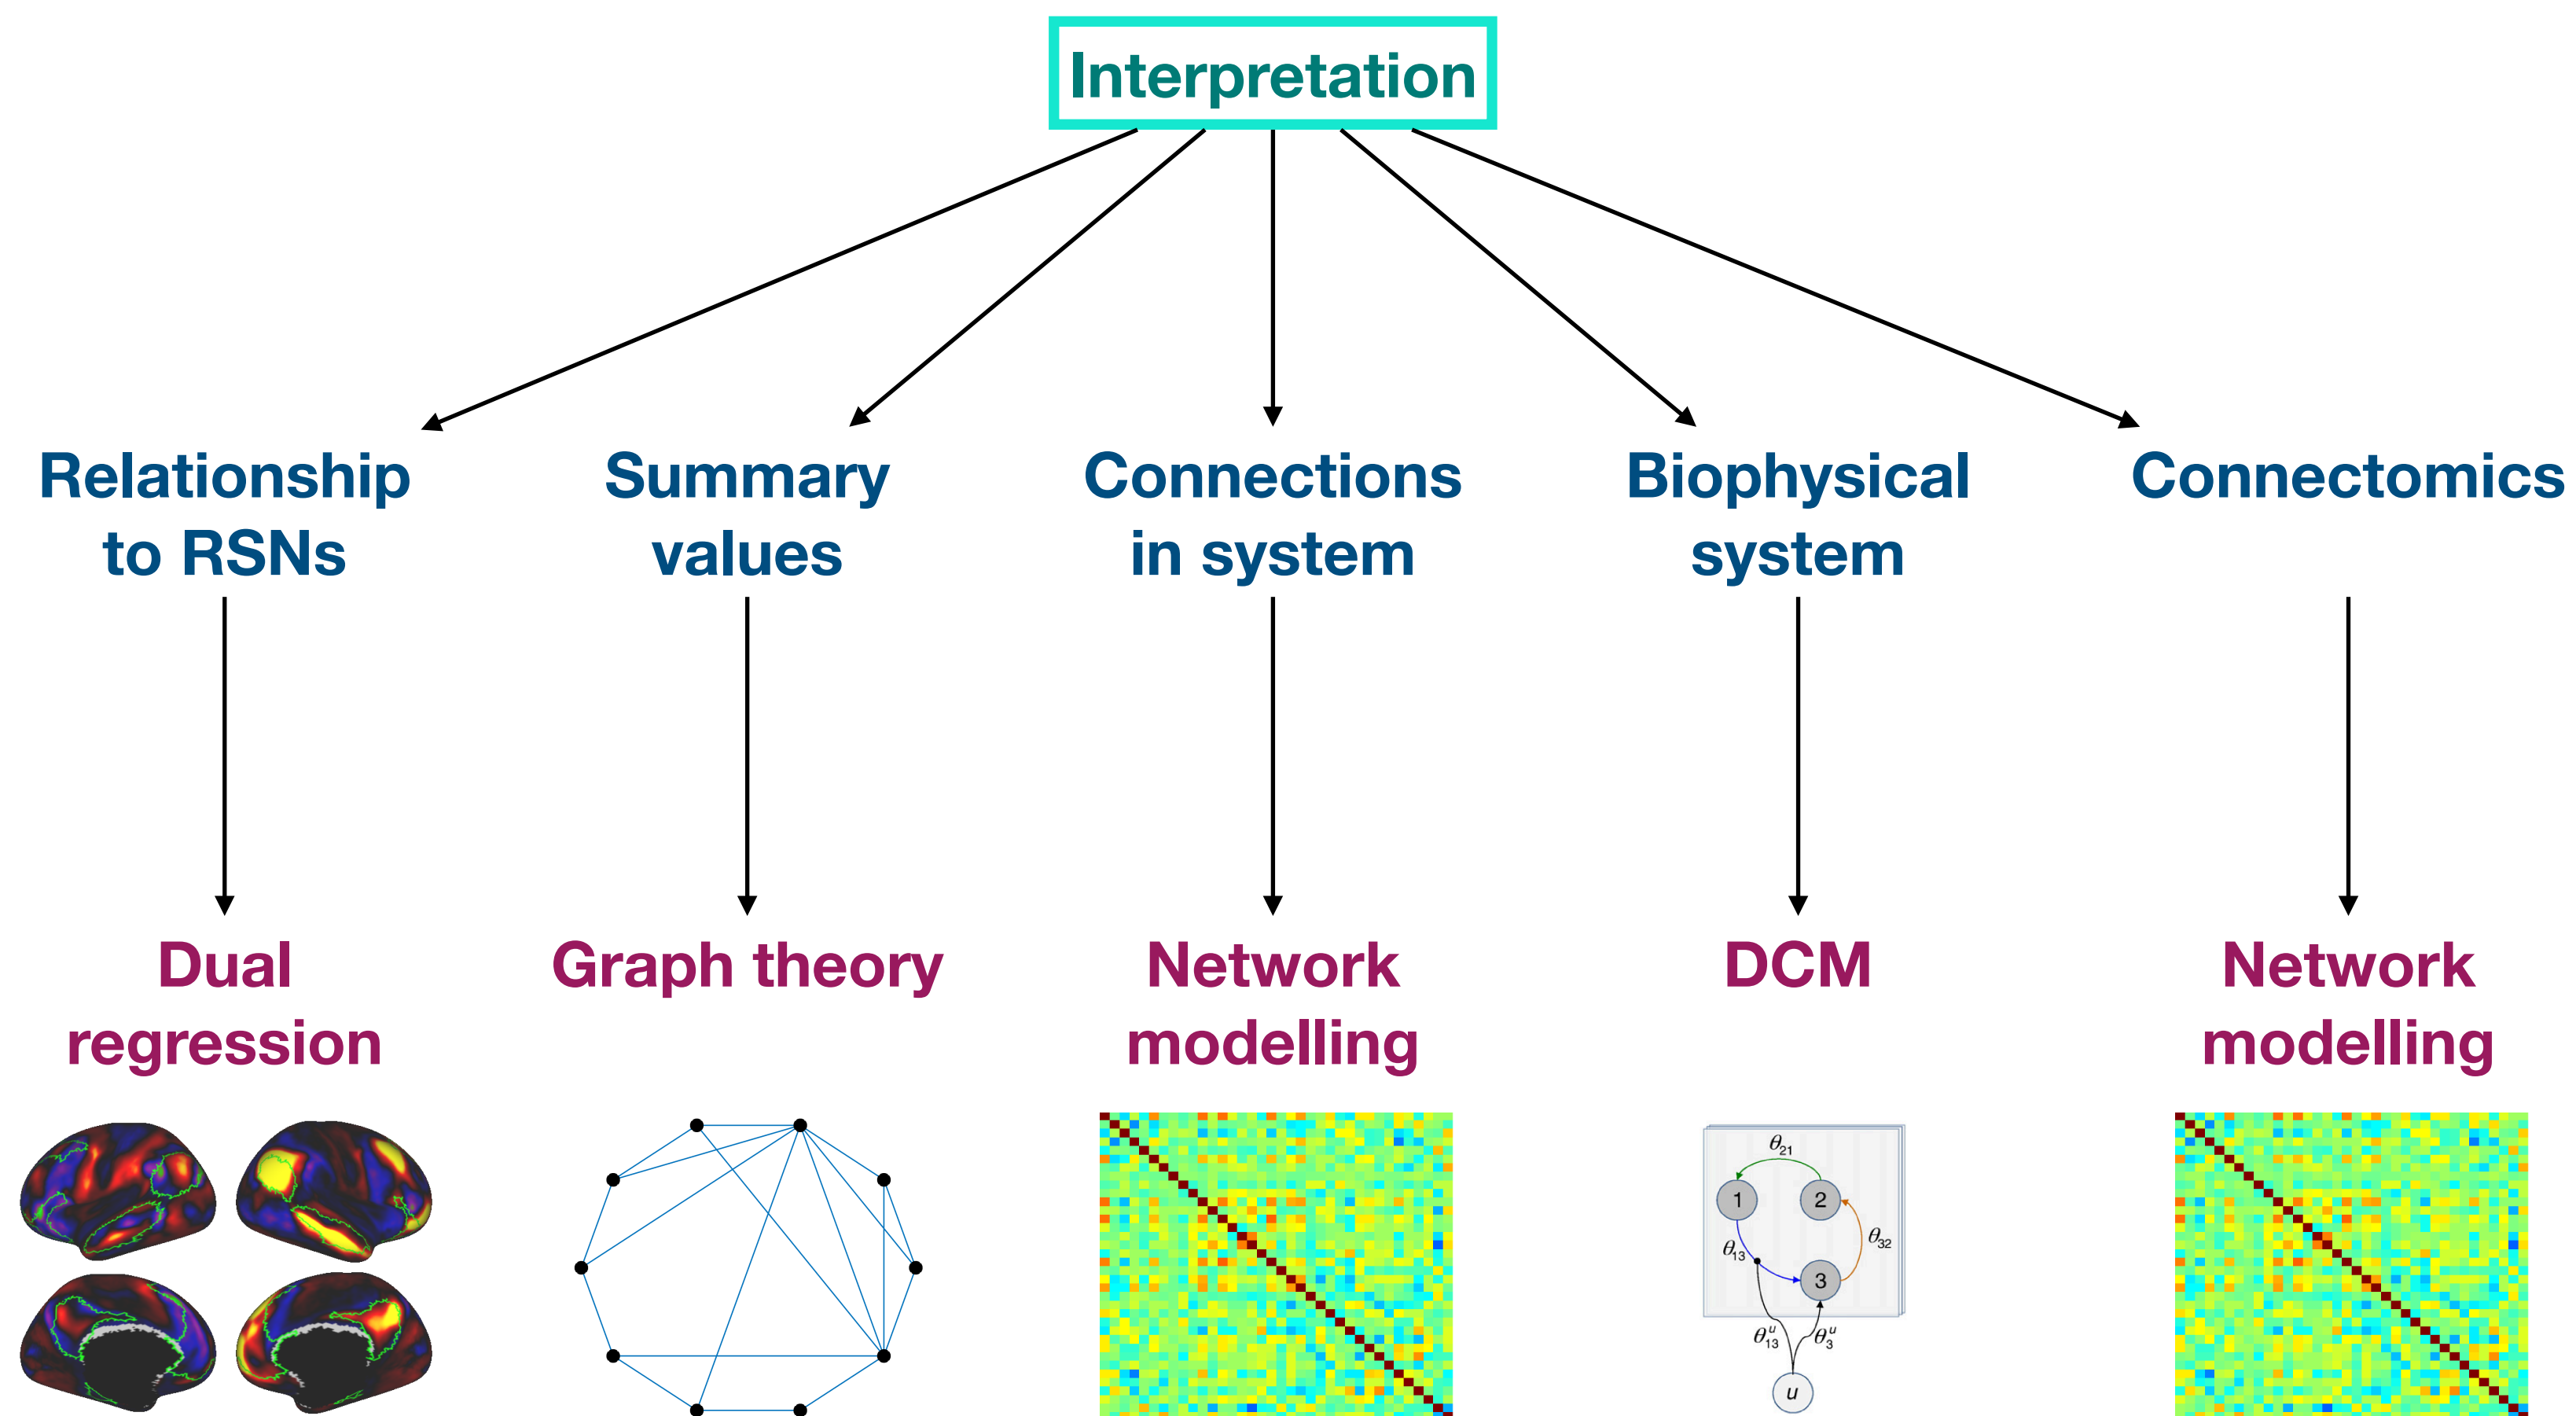 Interpretation
Relationship
to RSNs
Summary
values
Connections
in system
Biophysical
system
Connectomics
Dual
regression
Graph theory
Network
modelling
DCM
Network
modelling
θ21
1
2
θ13
θ32
3
θu13
θu3
u